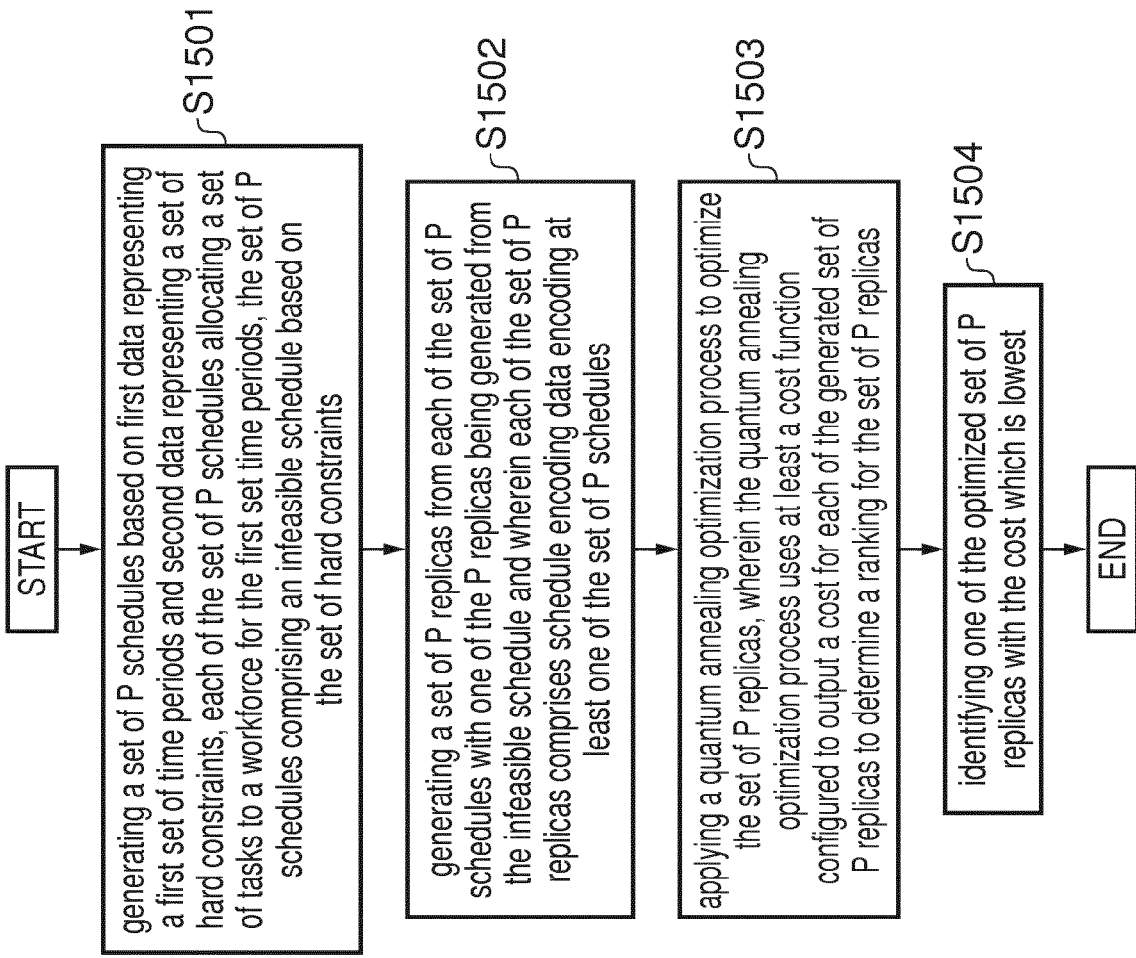 START
generating a set of P schedules based on first data representing
a first set of time periods and second data representing a set of
hard constraints, each of the set of P schedules allocating a set
of tasks to a workforce for the first set time periods, the set of P
schedules comprising an infeasible schedule based on
the set of hard constraints
S1501
generating a set of P replicas from each of the set of P
schedules with one of the P replicas being generated from
the infeasible schedule and wherein each of the set of P
replicas comprises schedule encoding data encoding at
least one of the set of P schedules
S1502
applying a quantum annealing optimization process to optimize
the set of P replicas, wherein the quantum annealing
optimization process uses at least a cost function
configured to output a cost for each of the generated set of
P replicas to determine a ranking for the set of P replicas
S1503
identifying one of the optimized set of P
replicas with the cost which is lowest
S1504
END